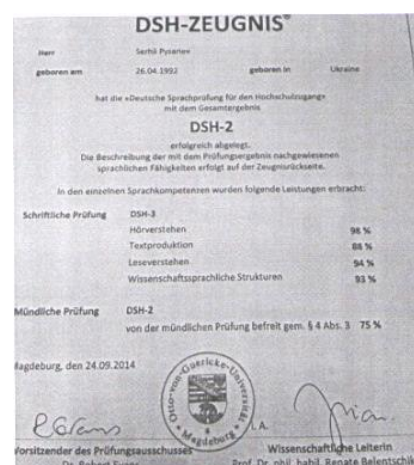 DSH-ZEUGNIS®
Herr Serhii Pysariev
geboren am 26.04.1992 geboren in Ukraine
hat die »Deutsche Sprachprüfung für den Hochschulzugang«
mit dem Gesamtergebnis
DSH-2
erfolgreich abgelegt.
Die Beschreibung der mit dem Prüfungsergebnis nachgewiesenen
sprachlichen Fähigkeiten erfolgt auf der Zeugnisrückseite.
In den einzelnen Sprachkompetenzen wurden folgende Leistungen erbracht:
Schriftliche Prüfung DSH-3
Hörverstehen 98 %
Textproduktion 88 %
Leseverstehen 94 %
Wissenschaftssprachliche Strukturen 93 %
Mündliche Prüfung DSH-2
von der mündlichen Prüfung befreit gem. § 4 Abs. 3 75 %
Magdeburg, den 24.09.2014
Otto-von-Guericke-Universität Magdeburg
i.A.
Vorsitzender des Prüfungsausschusses Wissenschaftliche Leiterin
Dr. Robert Prof. Dr. phil. habil. Renate Belentschik